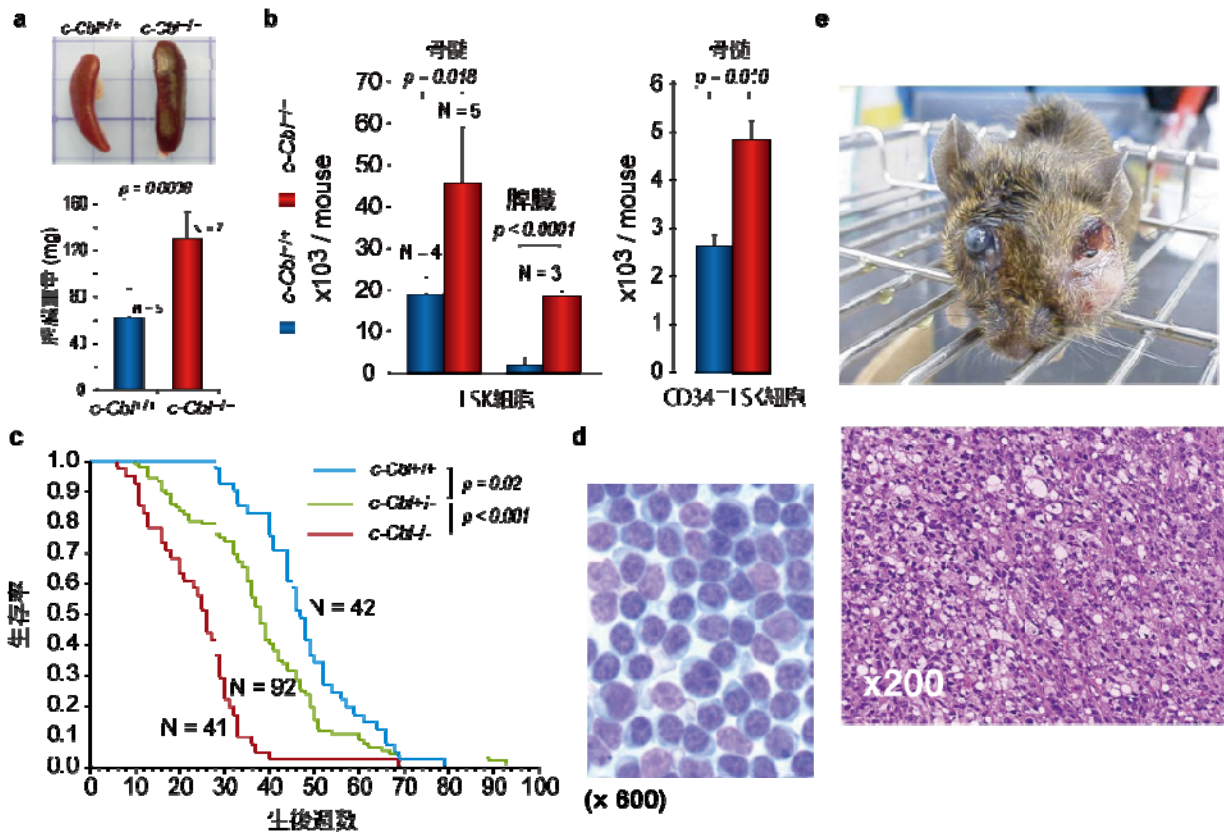 a
c-Cbl+/+ c-Cbl−/−
160
120
80
40
0
脾臓重量 (mg)
N = 5
c-Cbl+/+ c-Cbl−/−
b
c-Cbl−/−
c-Cbl+/+
骨髄
p = 0.018
N = 5
N = 4
脾臓
p < 0.0001
N = 3
70
60
50
40
30
20
10
0
x103 / mouse
LSK細胞
骨髄
p = 0.010
6
5
4
3
2
1
0
x103 / mouse
CD34−LSK細胞
c
c-Cbl+/+
c-Cbl+/-
c-Cbl-/-
p = 0.02
p < 0.001
N = 42
N = 92
N = 41
1.0
0.9
0.8
0.7
0.6
0.5
0.4
0.3
0.2
0.1
0.0
生存率
0 10 20 30 40 50 60 70 80 90 100
生後週数
d
(x 600)
e
x200